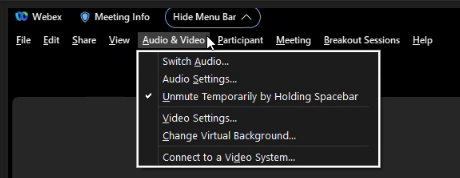 Webex Meeting Info Hide Menu Bar
File Edit Share View Audio & Video Participant Meeting Breakout Sessions Help
Switch Audio...
Audio Settings...
Unmute Temporarily by Holding Spacebar
Video Settings...
Change Virtual Background...
Connect to a Video System...